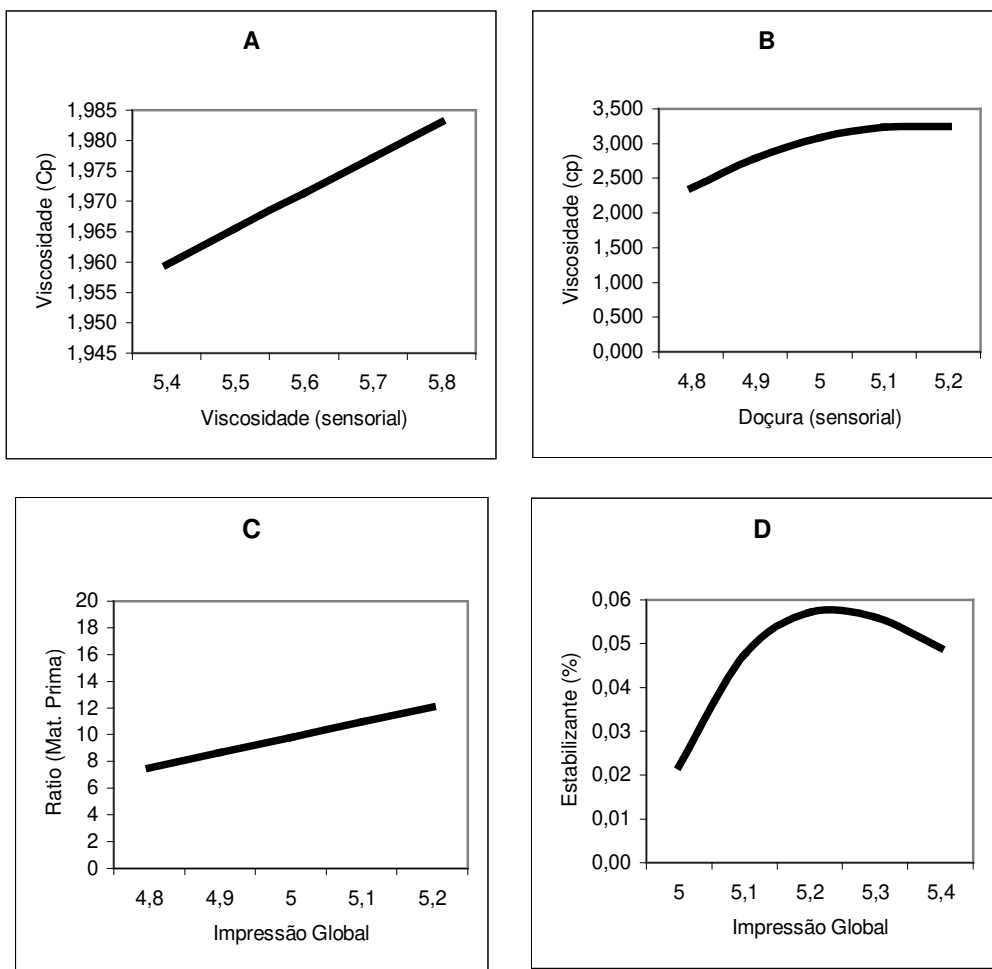 A
Viscosidade (Cp)
1,985
1,980
1,975
1,970
1,965
1,960
1,955
1,950
1,945
5,4 5,5 5,6 5,7 5,8
Viscosidade (sensorial)
B
Viscosidade (cp)
3,500
3,000
2,500
2,000
1,500
1,000
0,500
0,000
4,8 4,9 5 5,1 5,2
Doçura (sensorial)
C
Ratio (Mat. Prima)
20
18
16
14
12
10
8
6
4
2
0
4,8 4,9 5 5,1 5,2
Impressão Global
D
Estabilizante (%)
0,06
0,05
0,04
0,03
0,02
0,01
0,00
5 5,1 5,2 5,3 5,4
Impressão Global